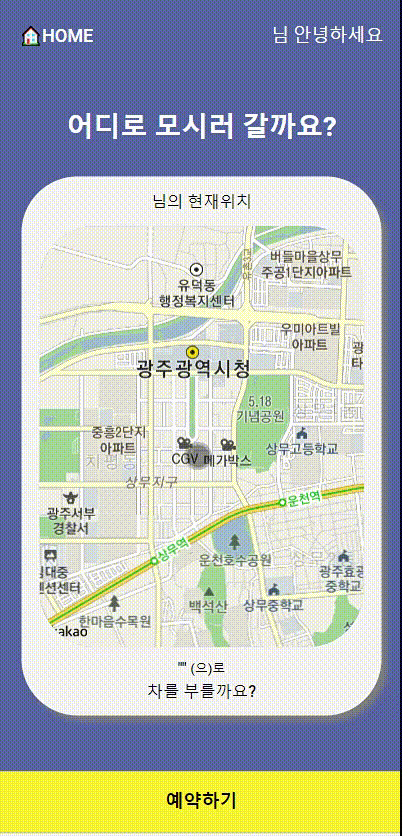 HOME
님 안녕하세요
어디로 모시러 갈까요?
님의 현재위치
버들마을상무
주공1단지아파트
유덕동
행정복지센터
우미아트빌
아파트
광
타
광주광역시청
5.18
기념공원
중흥2단지
아파트
치평동
상무고등학교
CGV 메가박스
상무지구
운천역
광주서부
경찰서
상무역
운천호수공원
김대중
컨벤션센터
광주효광
중학교
백석산
상무중학교
한마음수목원
kakao
"" (으)로
차를 부를까요?
예약하기